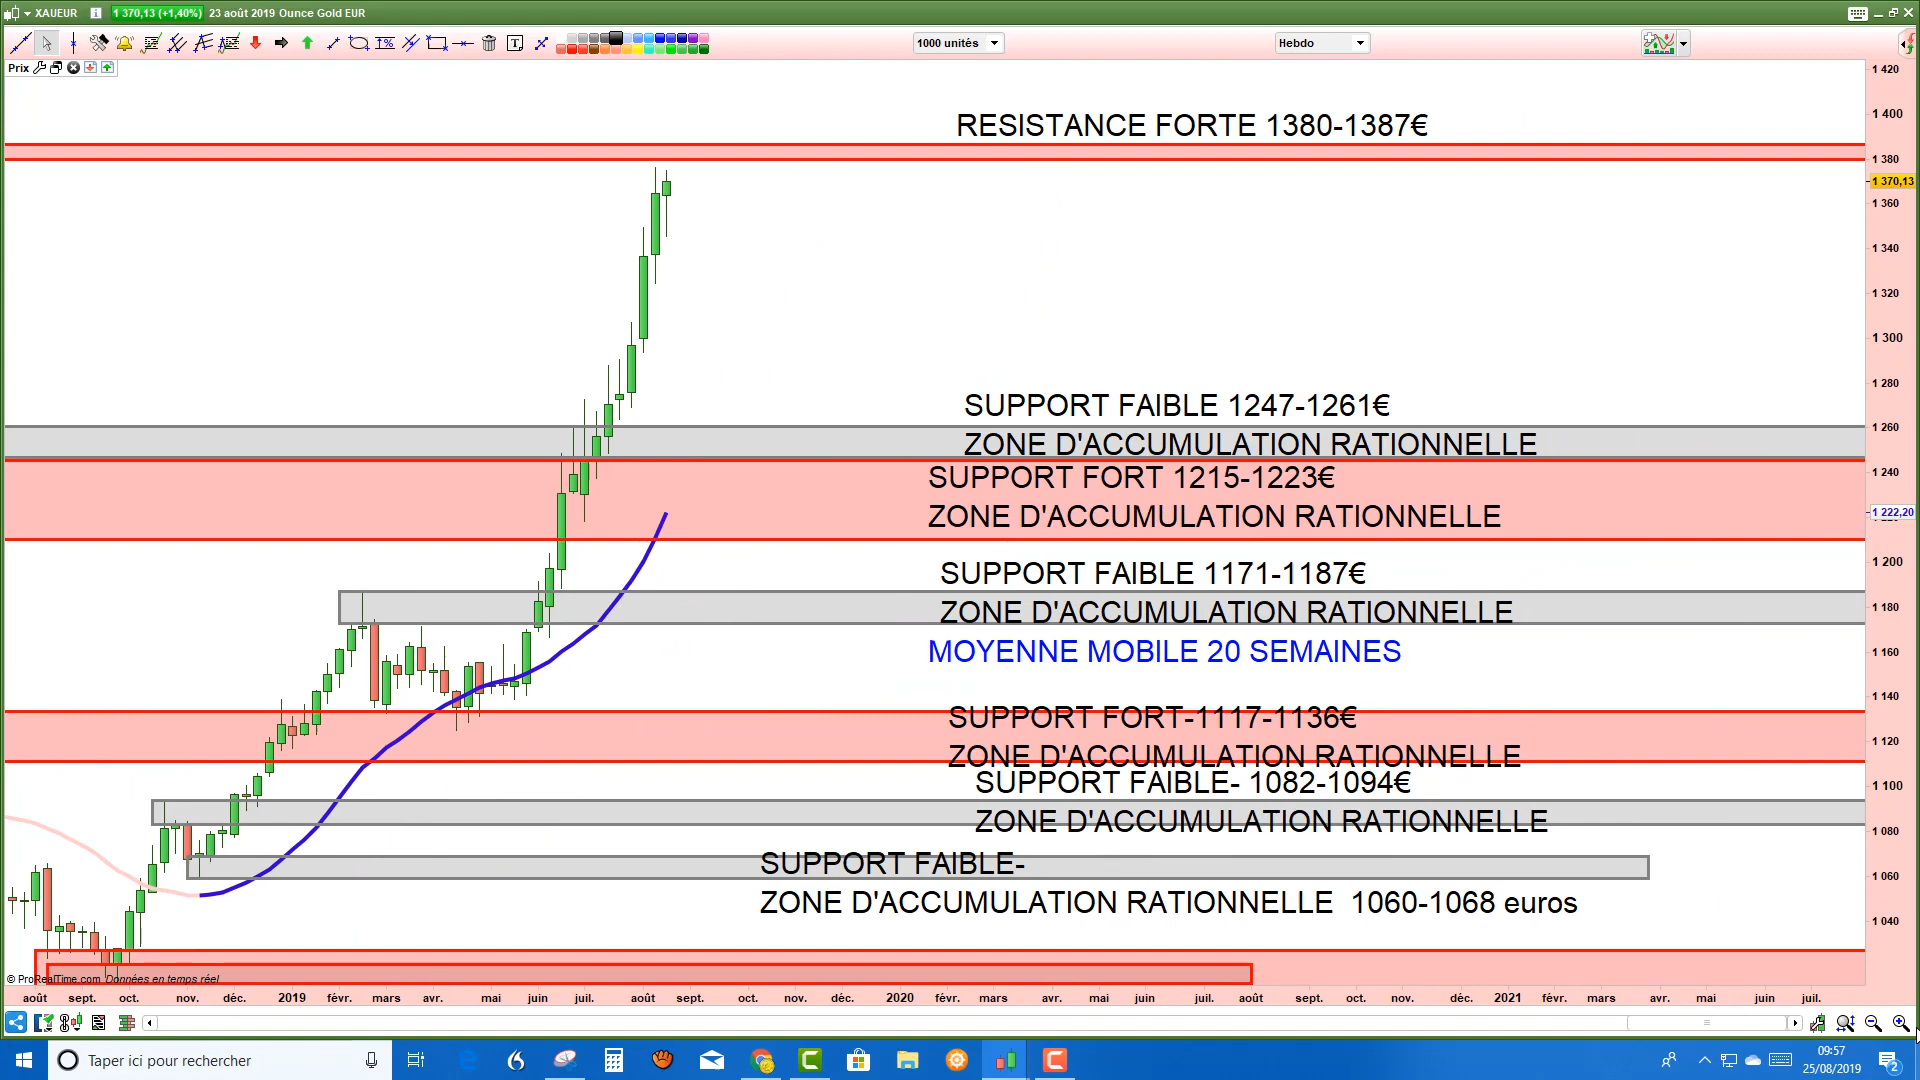 XAUEUR 1 370,13 (+1,40%) 23 août 2019 Ounce Gold EUR
1000 unités Hebdo
Prix
1 420
RESISTANCE FORTE 1380-1387€
1 400
1 380
1 370,13
1 360
1 340
1 320
1 300
1 280
SUPPORT FAIBLE 1247-1261€
1 260
ZONE D'ACCUMULATION RATIONNELLE
SUPPORT FORT 1215-1223€
1 240
ZONE D'ACCUMULATION RATIONNELLE
1 222,20
1 200
SUPPORT FAIBLE 1171-1187€
1 180
ZONE D'ACCUMULATION RATIONNELLE
MOYENNE MOBILE 20 SEMAINES
1 160
1 140
SUPPORT FORT-1117-1136€
1 120
ZONE D'ACCUMULATION RATIONNELLE
SUPPORT FAIBLE- 1082-1094€
1 100
ZONE D'ACCUMULATION RATIONNELLE
1 080
SUPPORT FAIBLE-
1 060
ZONE D'ACCUMULATION RATIONNELLE 1060-1068 euros
1 040
© ProRealTime.com Données en temps réel
août sept. oct. nov. déc. 2019 févr. mars avr. mai juin juil. août sept. oct. nov. déc. 2020 févr. mars avr. mai juin juil. août sept. oct. nov. déc. 2021 févr. mars avr. mai juin juil.
Taper ici pour rechercher
09:57
25/08/2019
2